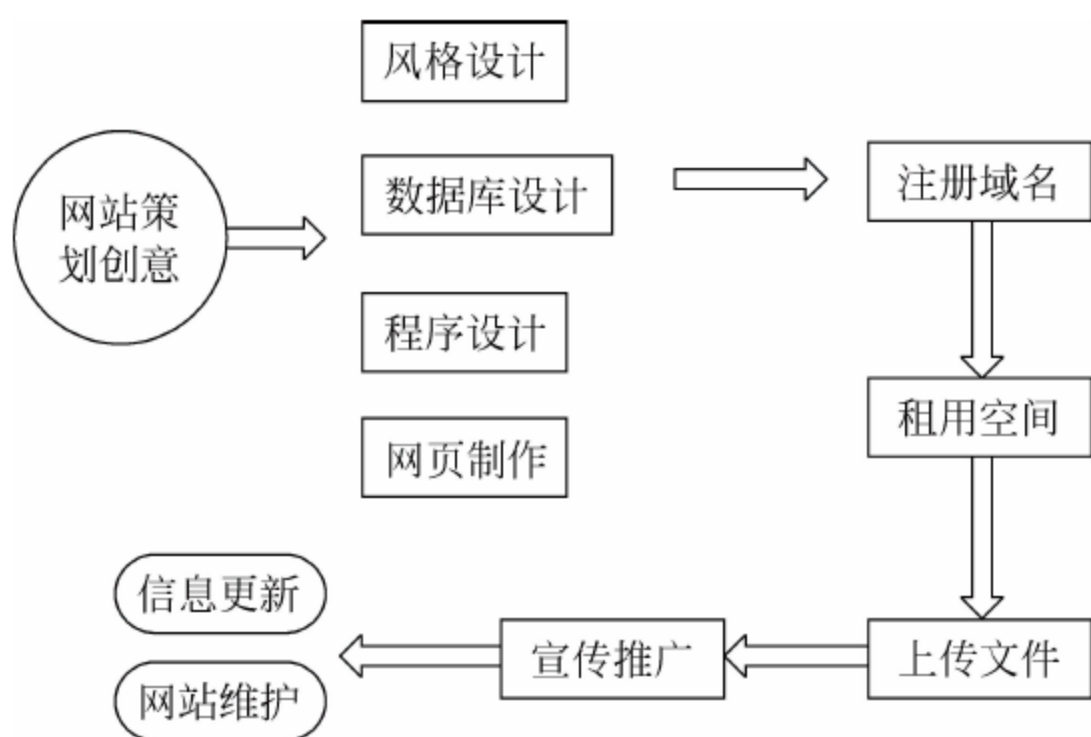 风格设计
网站策
划创意
数据库设计
注册域名
程序设计
租用空间
网页制作
信息更新
宣传推广
上传文件
网站维护